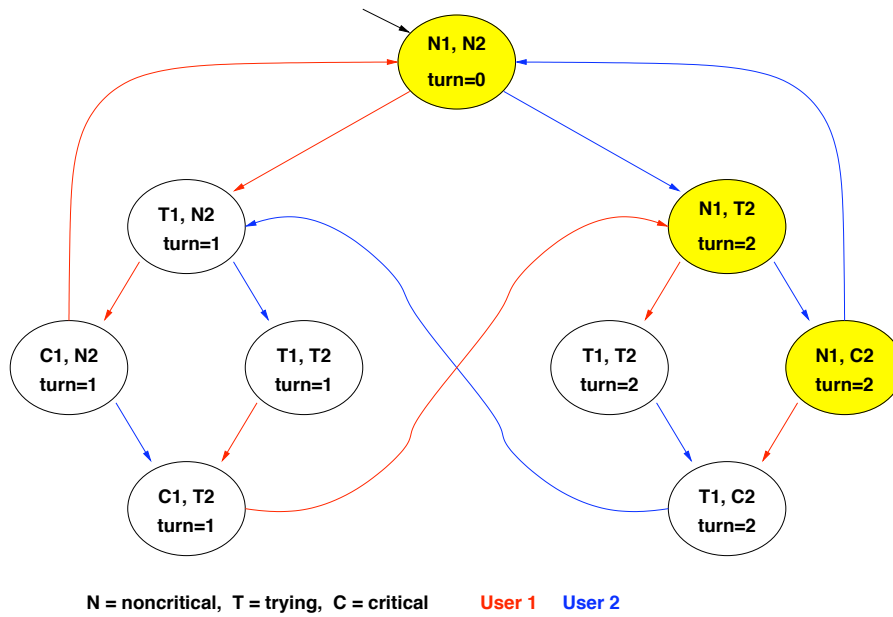 N1, N2
turn=0
T1, N2
turn=1
N1, T2
turn=2
C1, N2
turn=1
T1, T2
turn=1
T1, T2
turn=2
N1, C2
turn=2
C1, T2
turn=1
T1, C2
turn=2
N = noncritical, T = trying, C = critical User 1 User 2